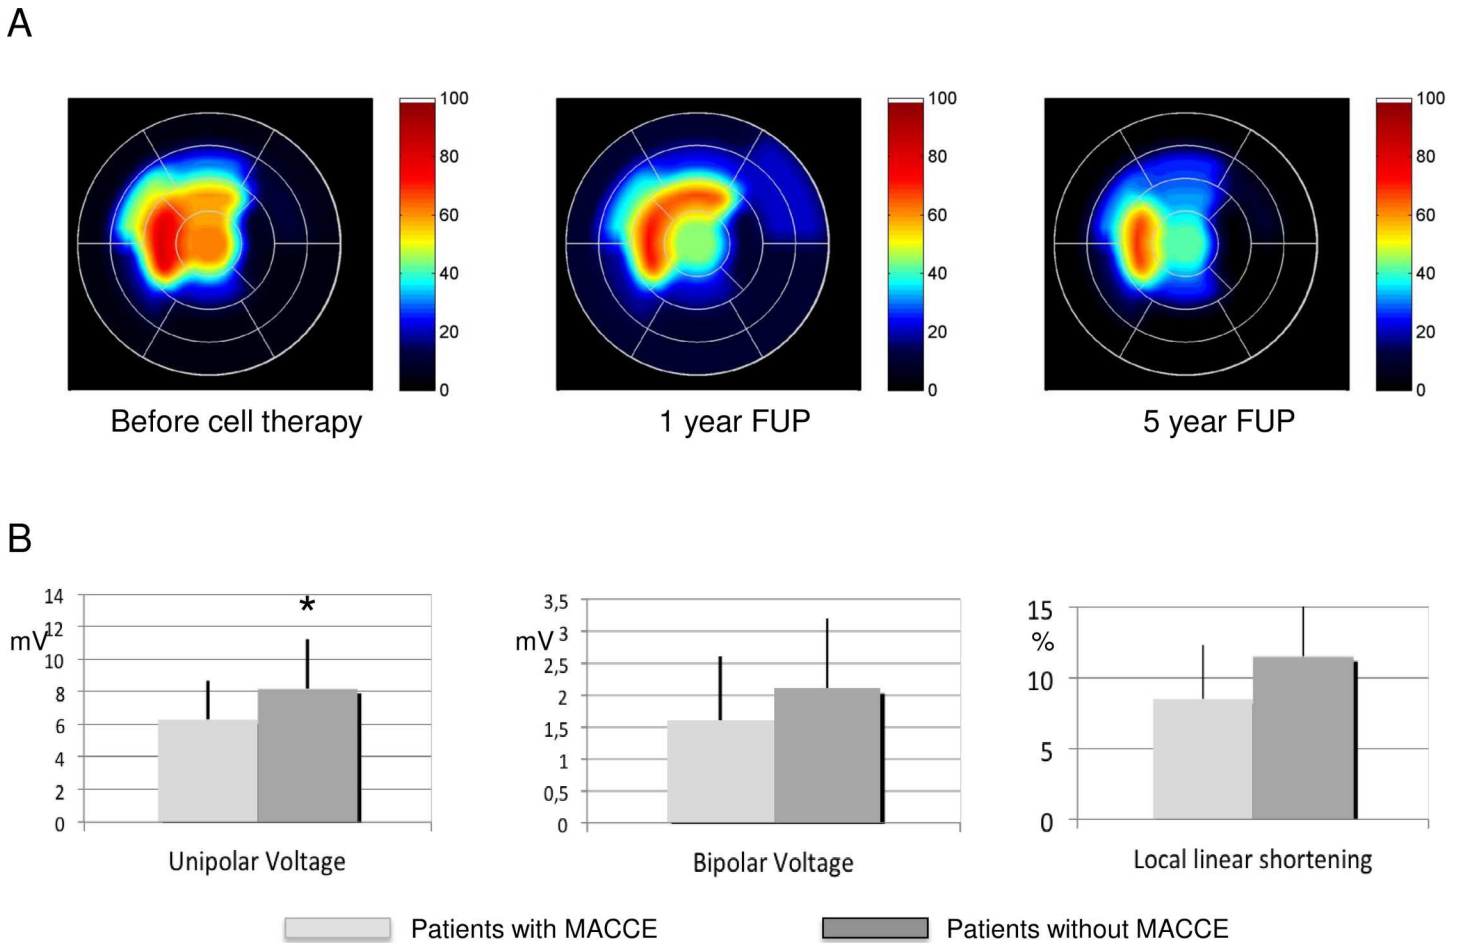 A
100 80 60 40 20 0
100 80 60 40 20 0
100 80 60 40 20 0
Before cell therapy
1 year FUP
5 year FUP
B
mV
14
12
10
8
6
4
2
0
*
Unipolar Voltage
mV
3,5
3
2,5
2
1,5
1
0,5
0
Bipolar Voltage
15
%
10
5
0
Local linear shortening
Patients with MACCE
Patients without MACCE